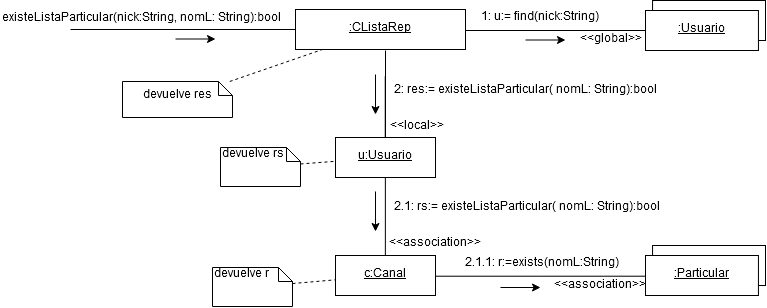 existeListaParticular(nick:String, nomL: String):bool
:CListaRep
1: u:= find(nick:String)
:Usuario
<<global>>
devuelve res
2: res:= existeListaParticular( nomL: String):bool
<<local>>
devuelve rs
u:Usuario
2.1: rs:= existeListaParticular( nomL: String):bool
<<association>>
devuelve r
c:Canal
2.1.1: r:=exists(nomL:String)
:Particular
<<association>>